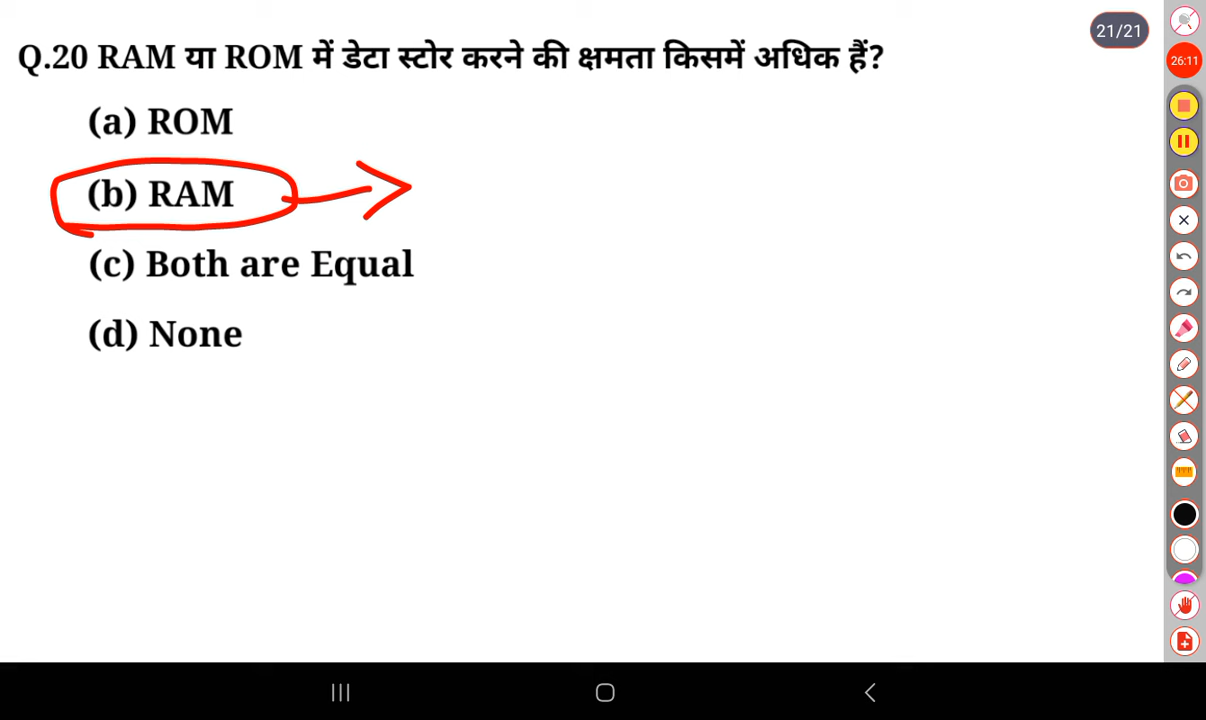 21/21
Q.20 RAM या ROM में डेटा स्टोर करने की क्षमता किसमें अधिक हैं?
26:11
(a) ROM
(b) RAM
(c) Both are Equal
(d) None